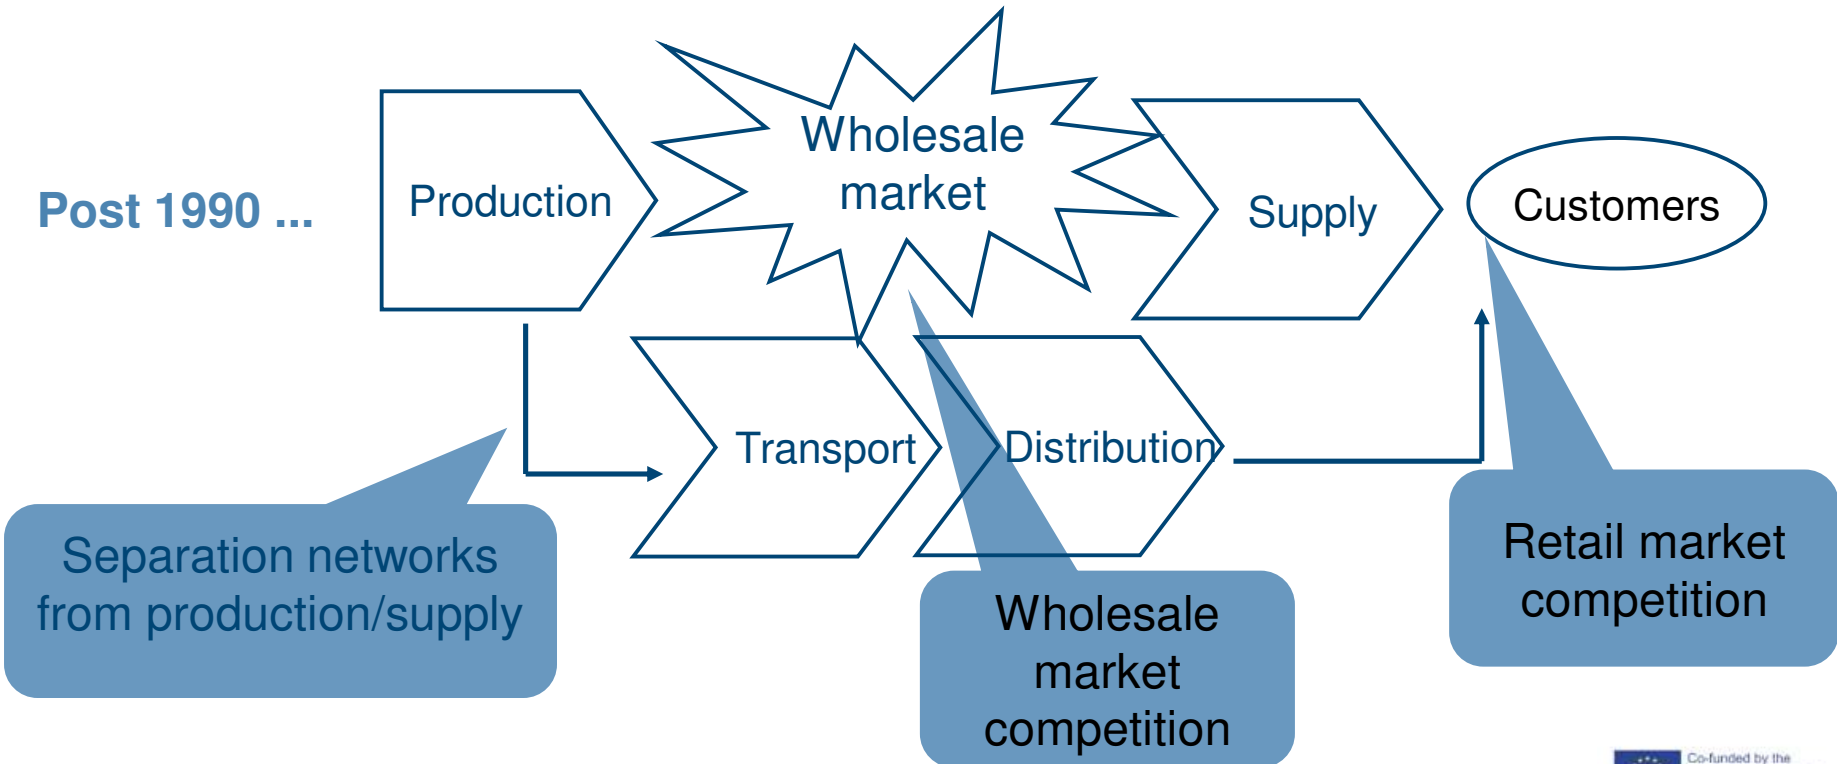 Post 1990 ...
Production
Wholesale
market
Supply
Customers
Transport
Distribution
Separation networks
from production/supply
Wholesale
market
competition
Retail market
competition
Co-funded by the